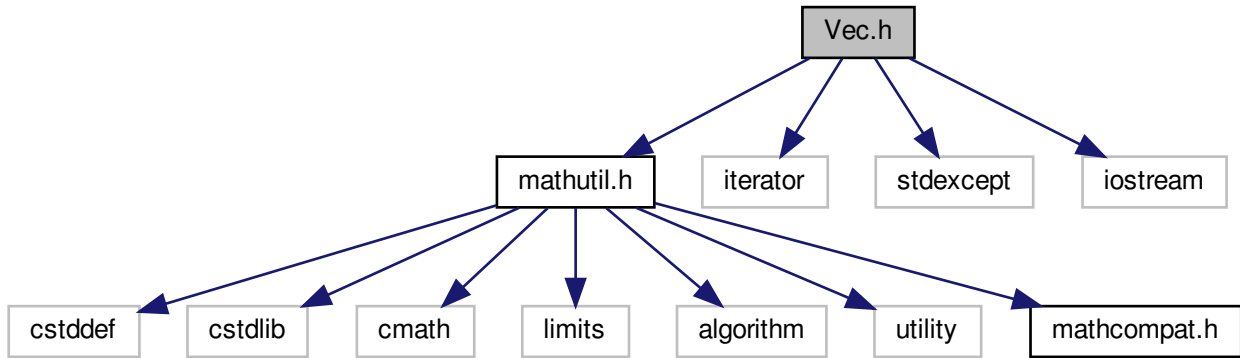 Vec.h
mathutil.h
iterator
stdexcept
iostream
cstddef
cstdlib
cmath
limits
algorithm
utility
mathcompat.h